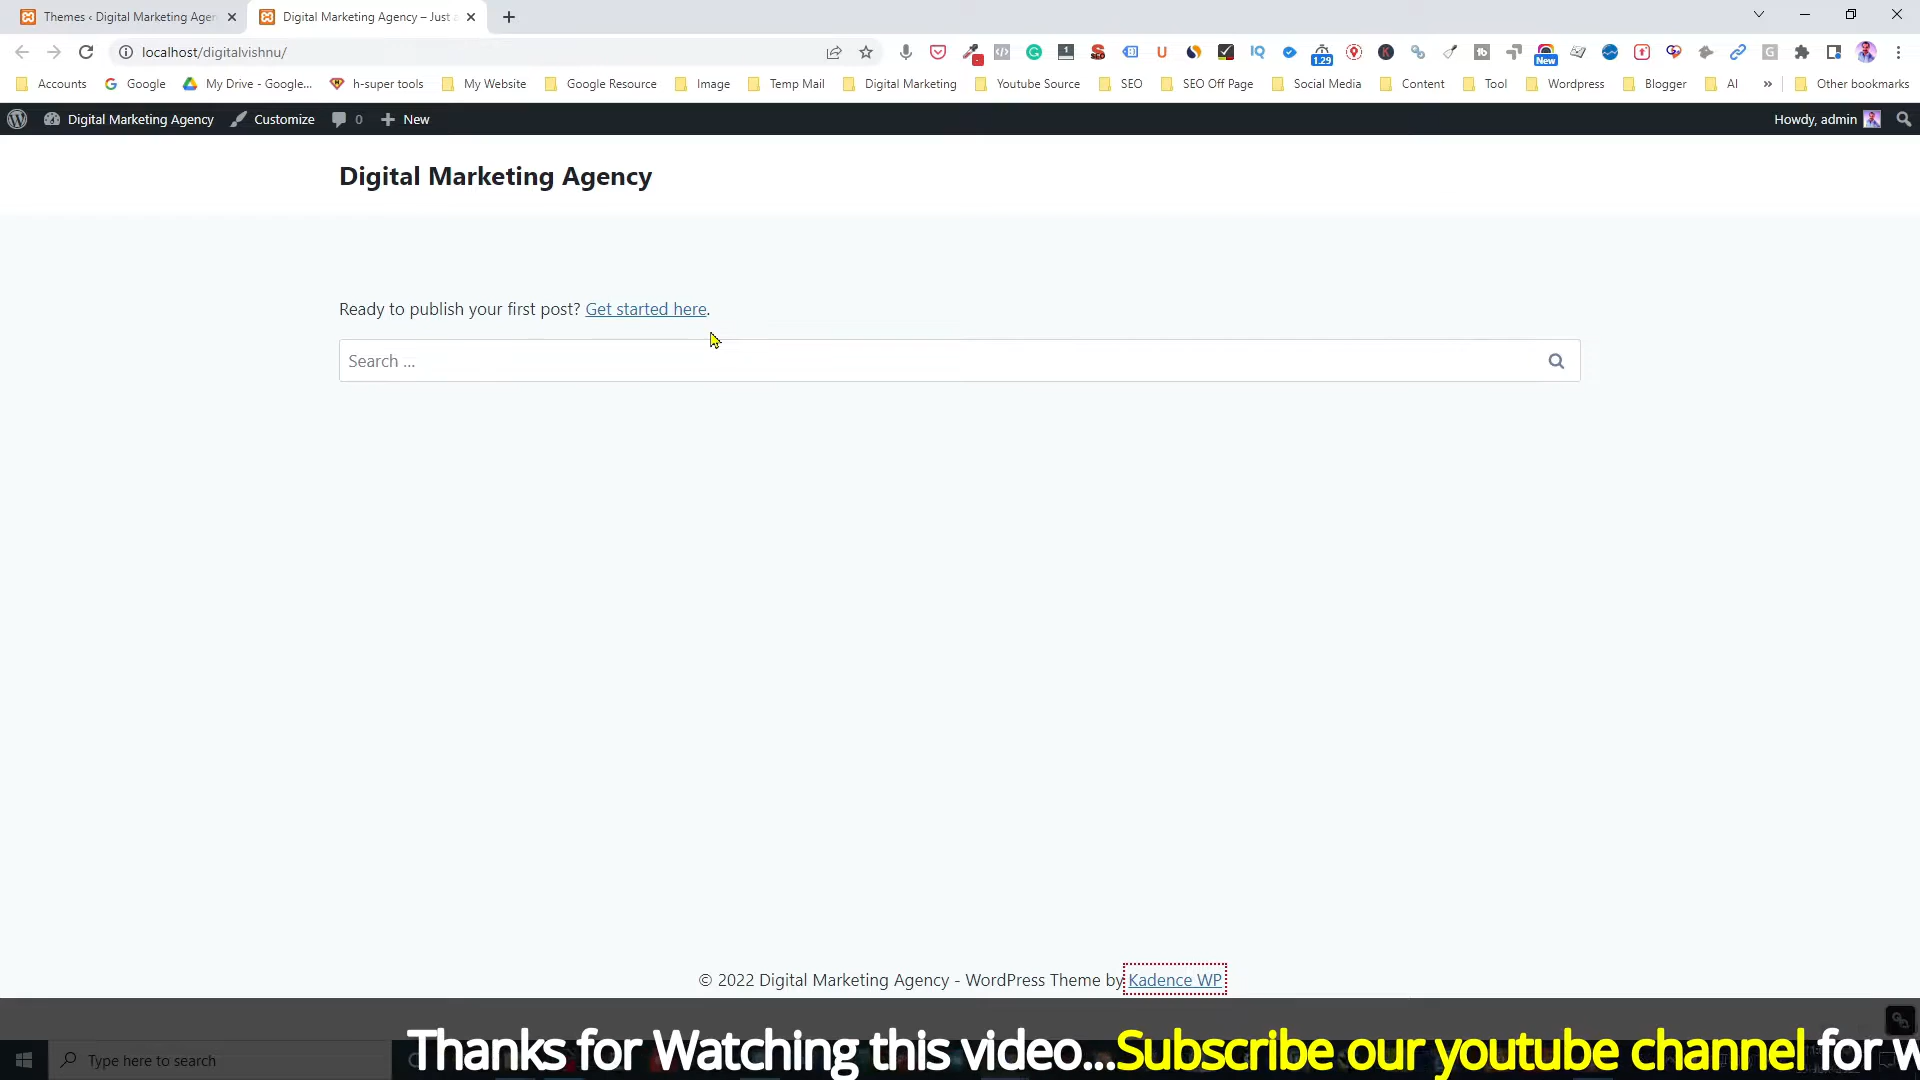 Themes ‹ Digital Marketing Agen
Digital Marketing Agency – Just a
localhost/digitalvishnu/
1.29
New
Accounts
Google
My Drive - Google...
h-super tools
My Website
Google Resource
Image
Temp Mail
Digital Marketing
Youtube Source
SEO
SEO Off Page
Social Media
Content
Tool
Wordpress
Blogger
AI
»
Other bookmarks
Digital Marketing Agency
Customize
0
New
Howdy, admin
Digital Marketing Agency
Ready to publish your first post? Get started here.
Search ...
© 2022 Digital Marketing Agency - WordPress Theme by Kadence WP
Thanks for Watching this video...Subscribe our youtube channel for w
Type here to search